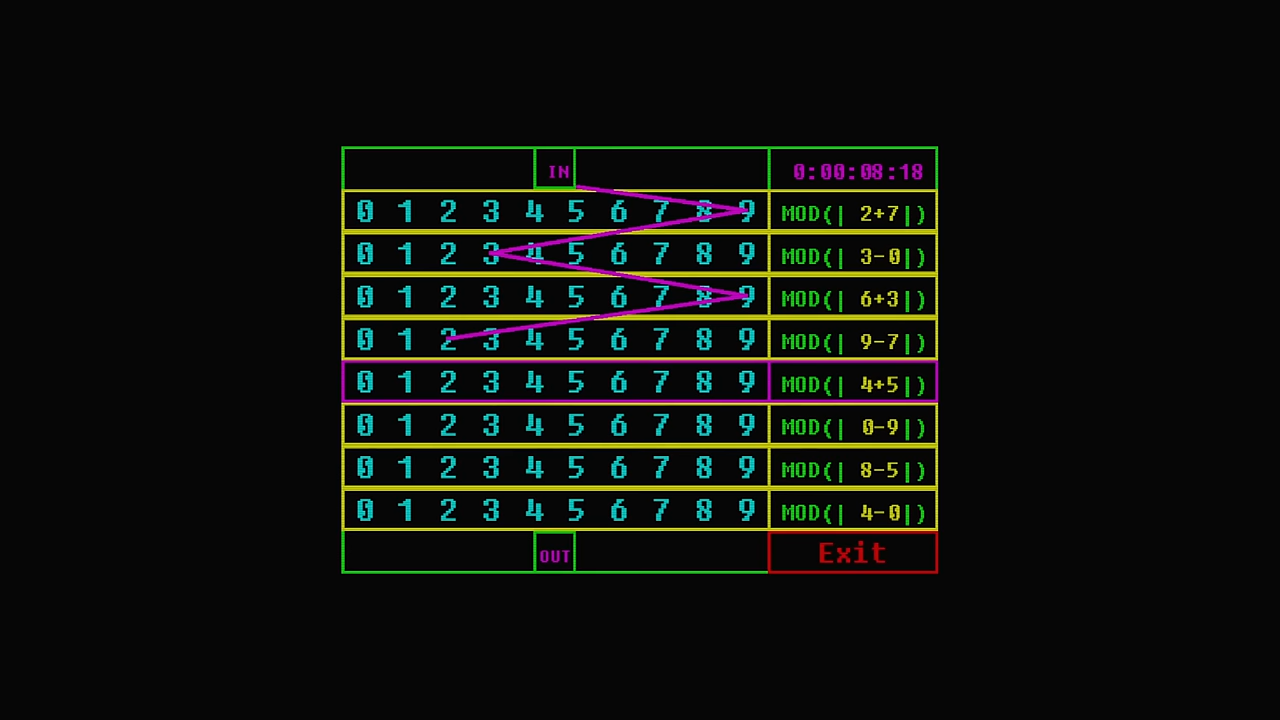 IN 0:00:08:18
0 1 2 3 4 5 6 7 8 9 MOD(| 2+7|)
0 1 2 3 4 5 6 7 8 9 MOD(| 3-0|)
0 1 2 3 4 5 6 7 8 9 MOD(| 6+3|)
0 1 2 3 4 5 6 7 8 9 MOD(| 9-7|)
0 1 2 3 4 5 6 7 8 9 MOD(| 4+5|)
0 1 2 3 4 5 6 7 8 9 MOD(| 0-9|)
0 1 2 3 4 5 6 7 8 9 MOD(| 8-5|)
0 1 2 3 4 5 6 7 8 9 MOD(| 4-0|)
OUT Exit